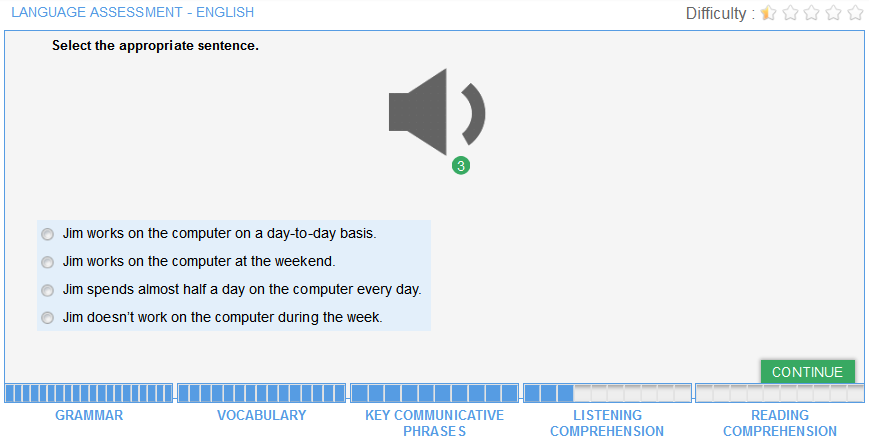 LANGUAGE ASSESSMENT - ENGLISH
Difficulty :
Select the appropriate sentence.
3
Jim works on the computer on a day-to-day basis.
Jim works on the computer at the weekend.
Jim spends almost half a day on the computer every day.
Jim doesn't work on the computer during the week.
CONTINUE
GRAMMAR
VOCABULARY
KEY COMMUNICATIVE
PHRASES
LISTENING
COMPREHENSION
READING
COMPREHENSION